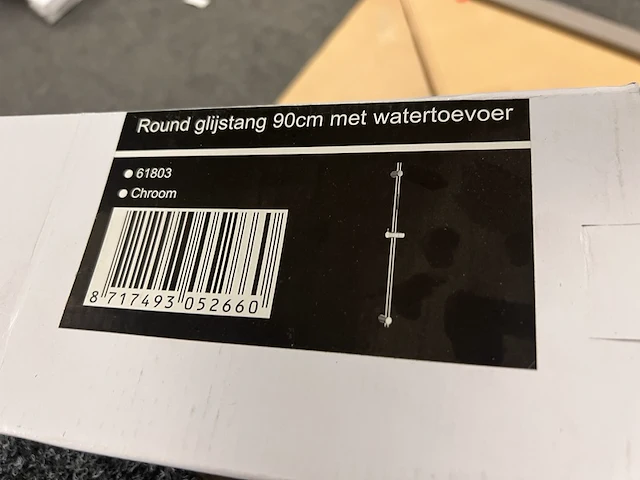 Round glijstang 90cm met watertoevoer
61803
Chroom
8 717493 052660